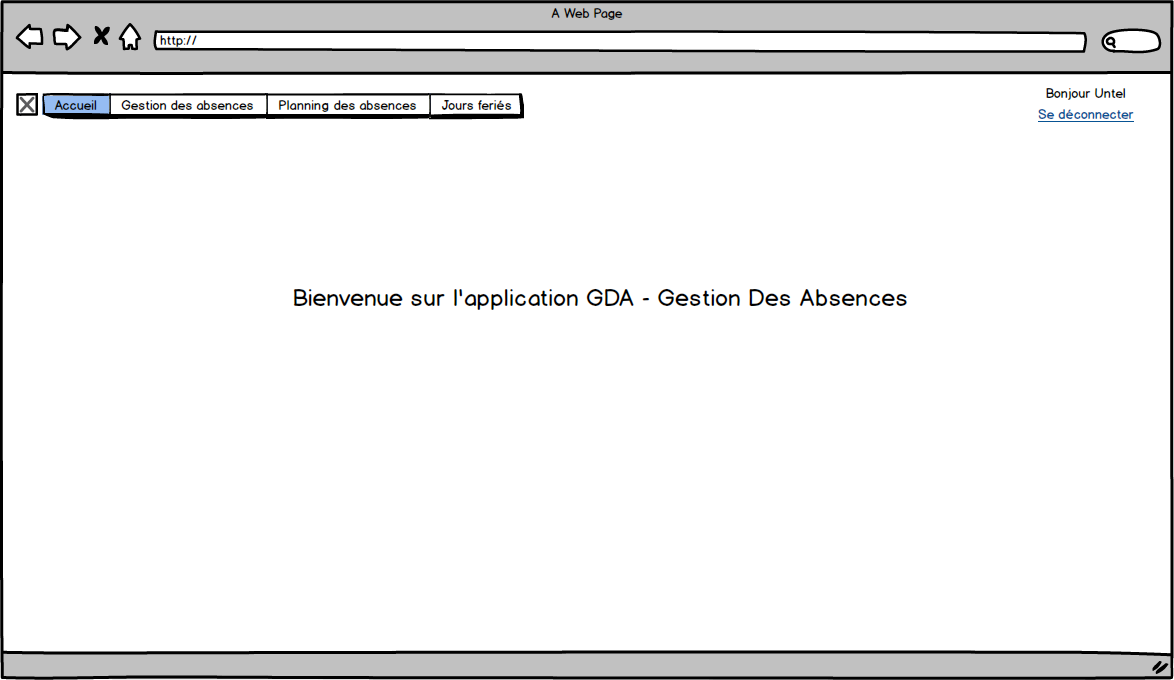 A Web Page
http://
Accueil Gestion des absences Planning des absences Jours feriés
Bonjour Untel
Se déconnecter
Bienvenue sur l'application GDA - Gestion Des Absences